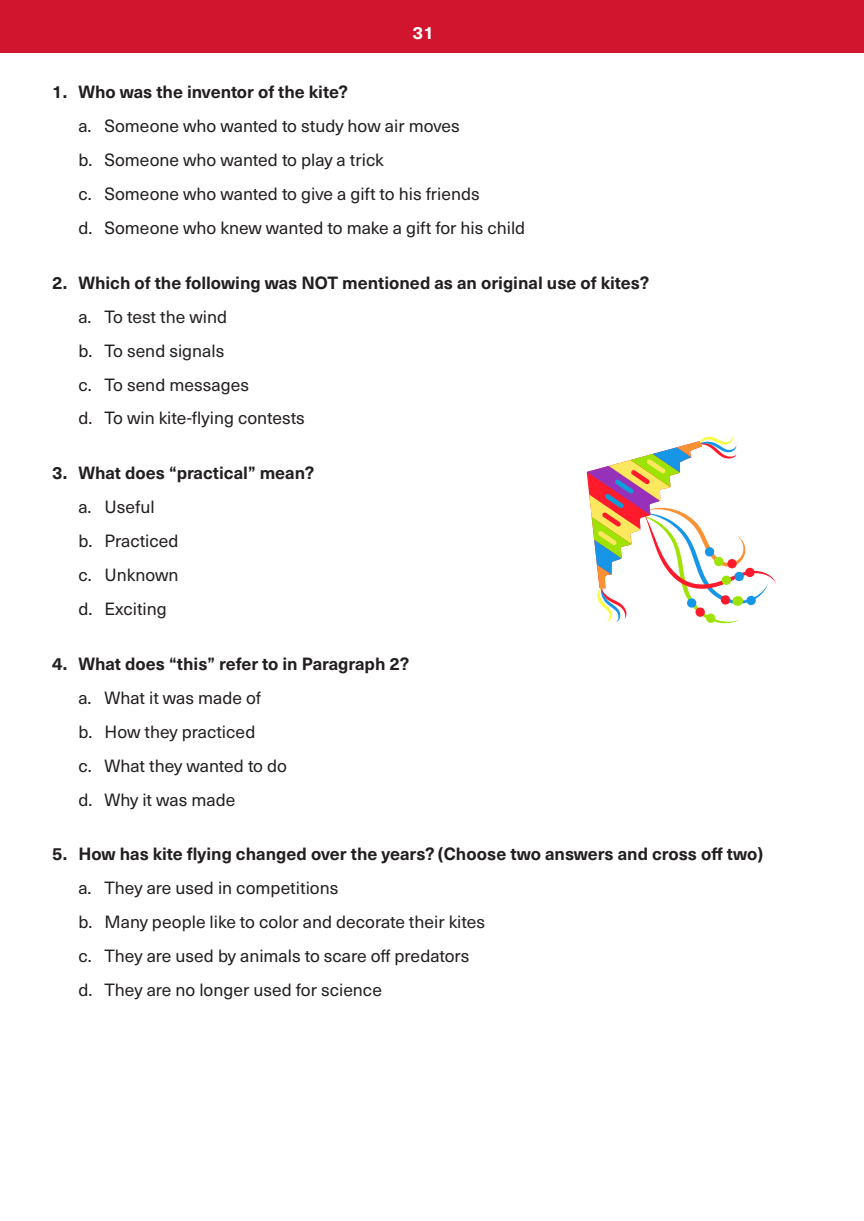 31
1. Who was the inventor of the kite?
a. Someone who wanted to study how air moves
b. Someone who wanted to play a trick
c. Someone who wanted to give a gift to his friends
d. Someone who knew wanted to make a gift for his child
2. Which of the following was NOT mentioned as an original use of kites?
a. To test the wind
b. To send signals
c. To send messages
d. To win kite-flying contests
3. What does “practical” mean?
a. Useful
b. Practiced
c. Unknown
d. Exciting
4. What does “this” refer to in Paragraph 2?
a. What it was made of
b. How they practiced
c. What they wanted to do
d. Why it was made
5. How has kite flying changed over the years? (Choose two answers and cross off two)
a. They are used in competitions
b. Many people like to color and decorate their kites
c. They are used by animals to scare off predators
d. They are no longer used for science